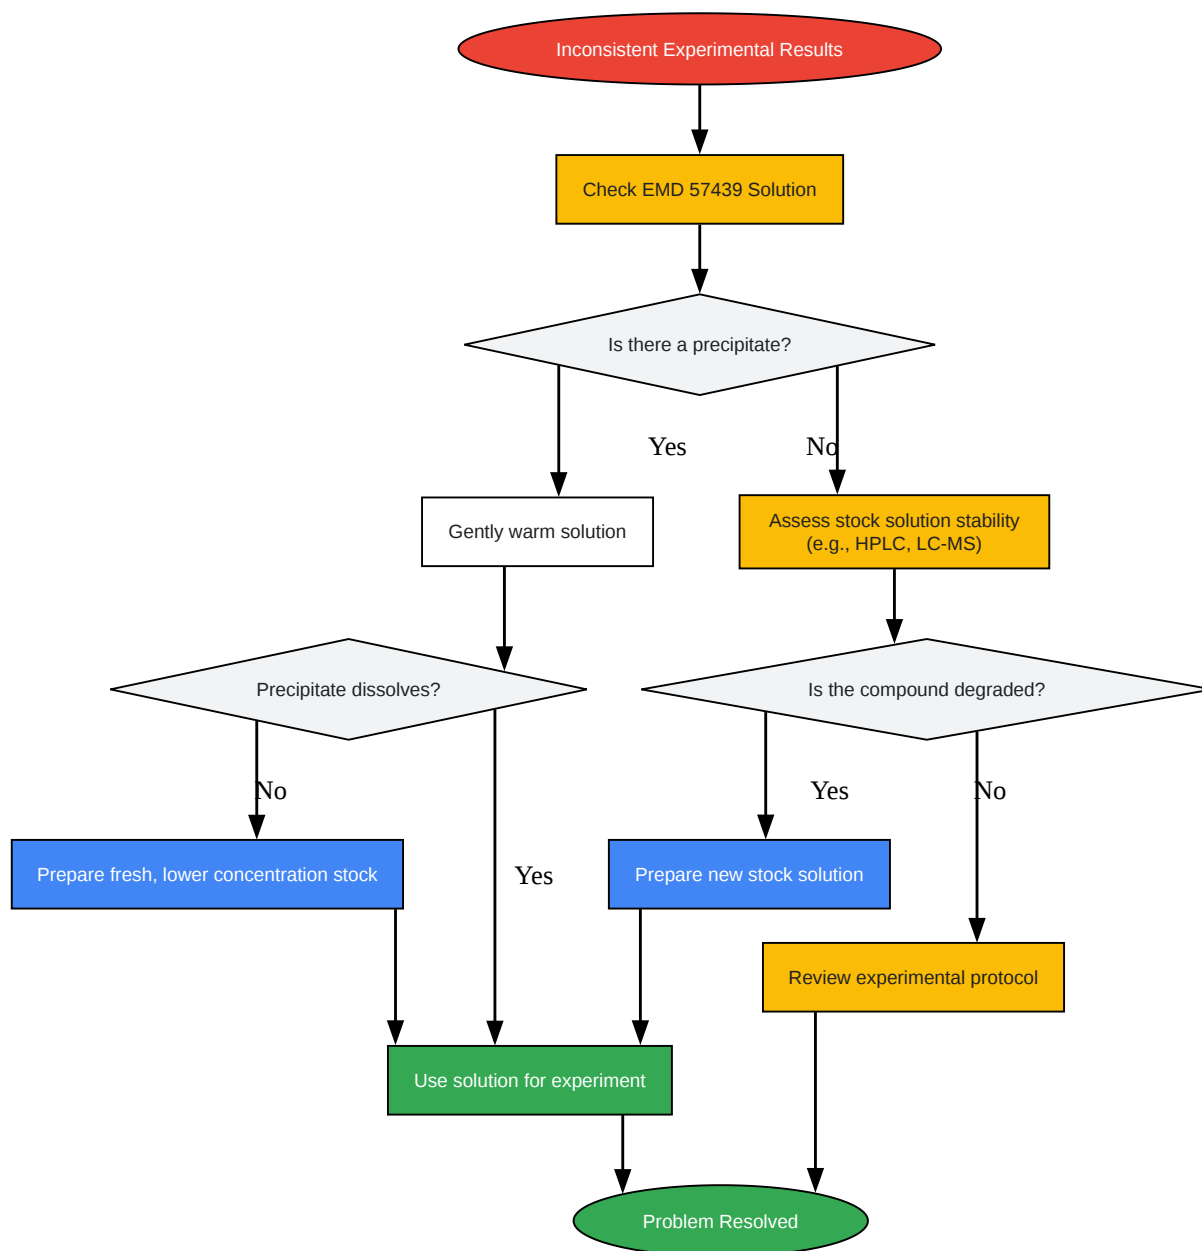 Inconsistent Experimental Results
Check EMD 57439 Solution
Is there a precipitate?
Yes
No
Gently warm solution
Assess stock solution stability
(e.g., HPLC, LC-MS)
Precipitate dissolves?
Is the compound degraded?
No
Yes
No
Prepare fresh, lower concentration stock
Yes
Prepare new stock solution
Review experimental protocol
Use solution for experiment
Problem Resolved